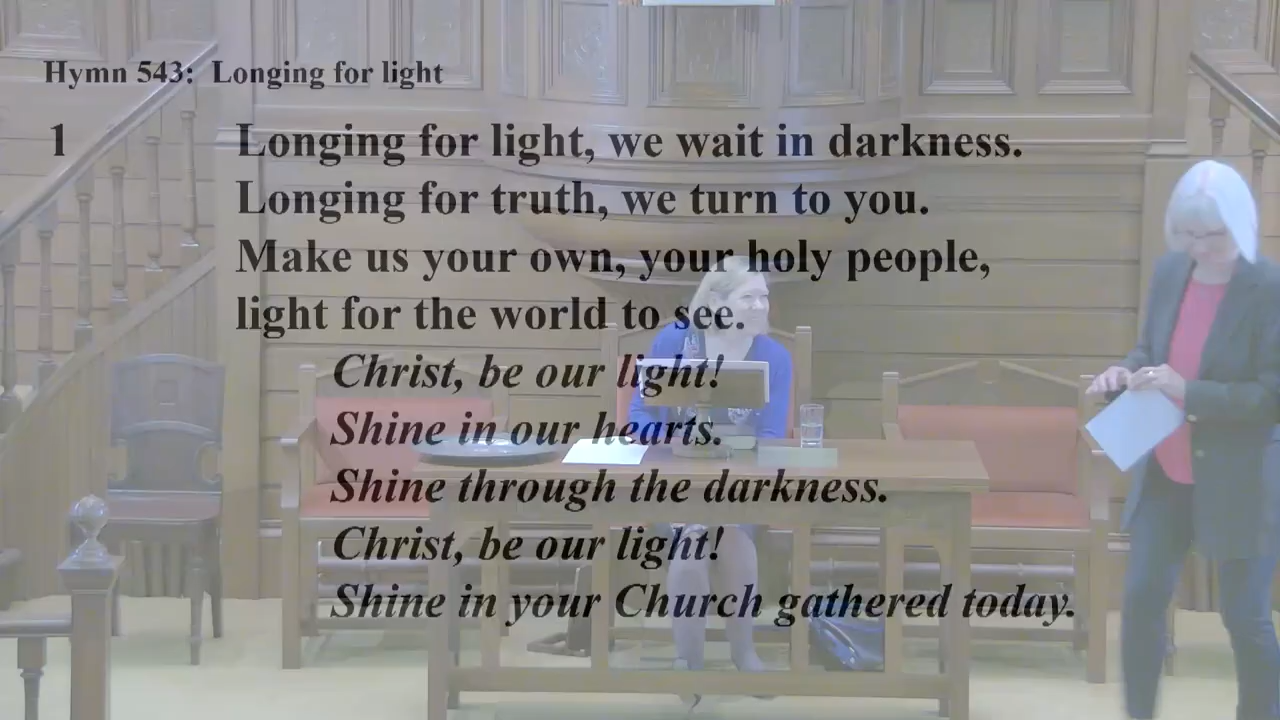 Hymn 543: Longing for light
1 Longing for light, we wait in darkness.
Longing for truth, we turn to you.
Make us your own, your holy people,
light for the world to see.
Christ, be our light!
Shine in our hearts.
Shine through the darkness.
Christ, be our light!
Shine in your Church gathered today.